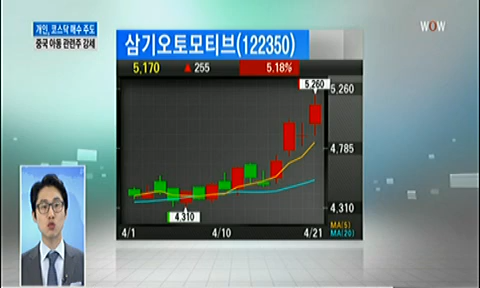 개인, 코스닥 매수 주도
중국 아동 관련주 강세
WOW
삼기오토모티브(122350)
5,170 ▲ 255 5.18%
5,260
5,260
4,785
4,310
4,310
4/1 4/10 4/21
MA(5)
MA(20)